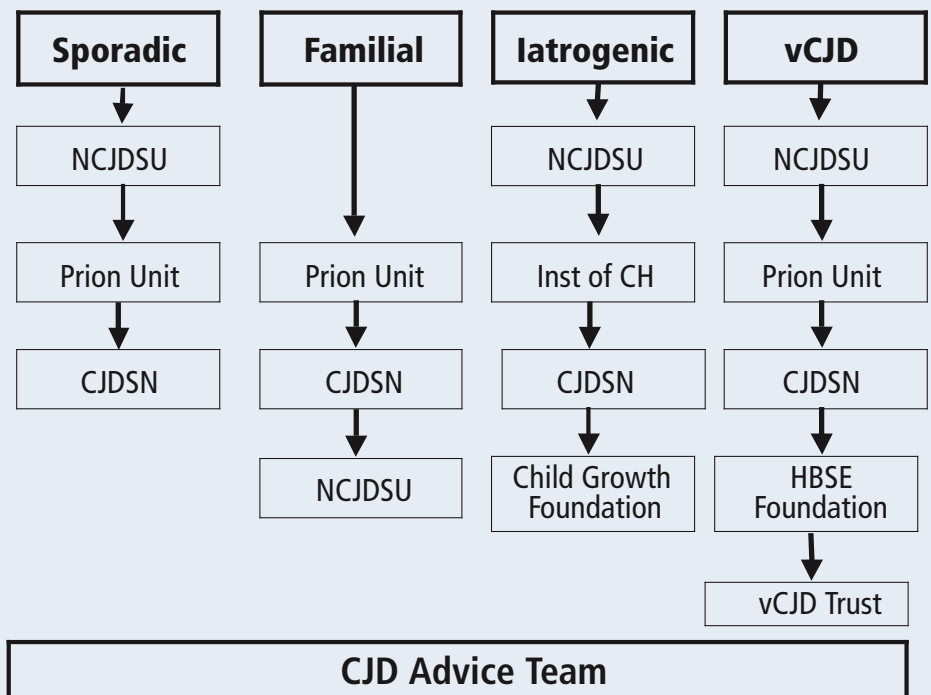 Sporadic
NCJDSU
Prion Unit
CJDSN
Familial
Prion Unit
CJDSN
NCJDSU
Iatrogenic
NCJDSU
Inst of CH
CJDSN
Child Growth
Foundation
vCJD
NCJDSU
Prion Unit
CJDSN
HBSE
Foundation
vCJD Trust
CJD Advice Team